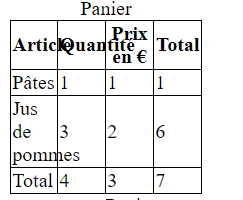 Panier
Article Quantité Prix en € Total
Pâtes 1 1 1
Jus de pommes 3 2 6
Total 4 3 7